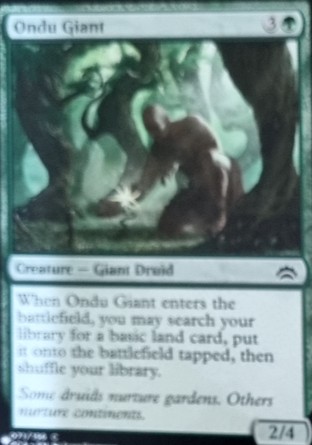 Ondu Giant 3
Creature — Giant Druid
When Ondu Giant enters the
battlefield, you may search your
library for a basic land card, put
it onto the battlefield tapped, then
shuffle your library.
Some druids nurture gardens. Others
nurture continents.
2/4